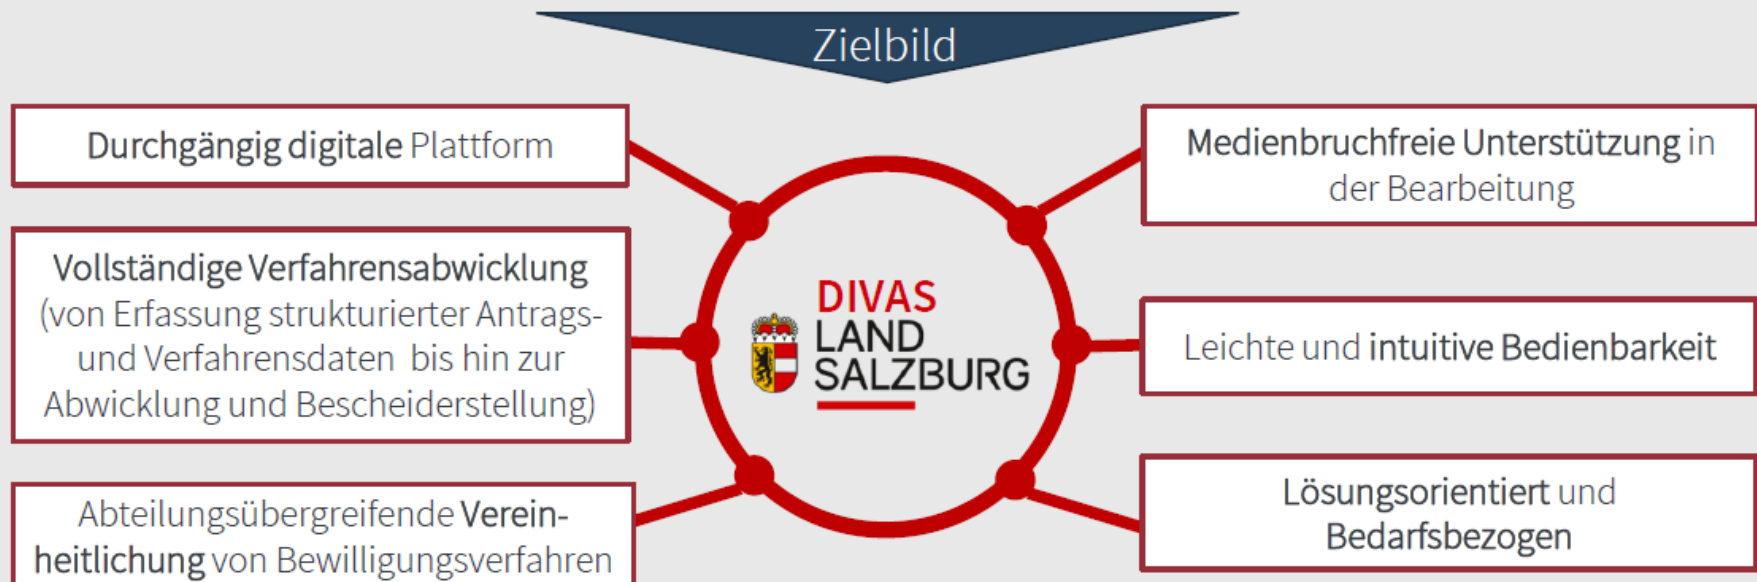 Zielbild
Durchgängig digitale Plattform
Vollständige Verfahrensabwicklung
(von Erfassung strukturierter Antrags-
und Verfahrensdaten bis hin zur
Abwicklung und Bescheiderstellung)
Abteilungsübergreifende Verein-
heitlichung von Bewilligungsverfahren
DIVAS
LAND
SALZBURG
Medienbruchfreie Unterstützung in
der Bearbeitung
Leichte und intuitive Bedienbarkeit
Lösungsorientiert und
Bedarfsbezogen